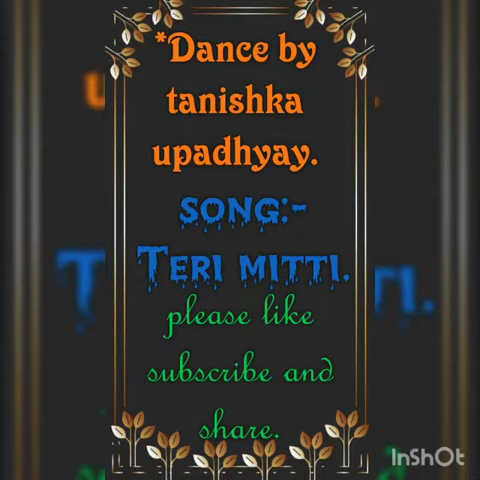 *Dance by
tanishka
upadhyay.
SONG:-
TERI MITTI.
please like
subscribe and
share.
InShOt